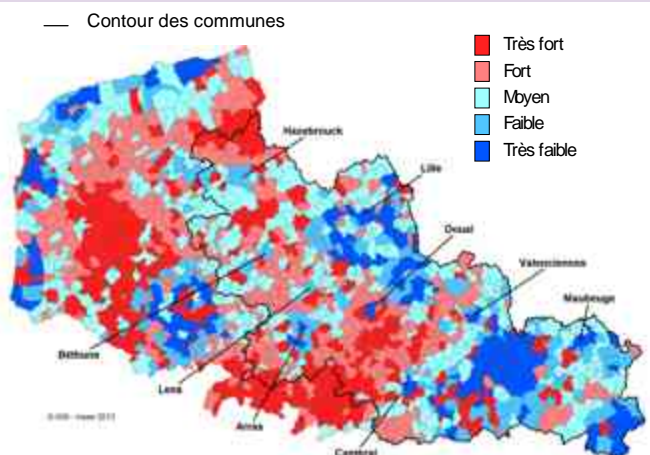 Contour des communes
Très fort
Fort
Moyen
Faible
Très faible
Hazebrouck
Lille
Douai
Valenciennes
Maubeuge
Béthune
Lens
Arras
Cambrai